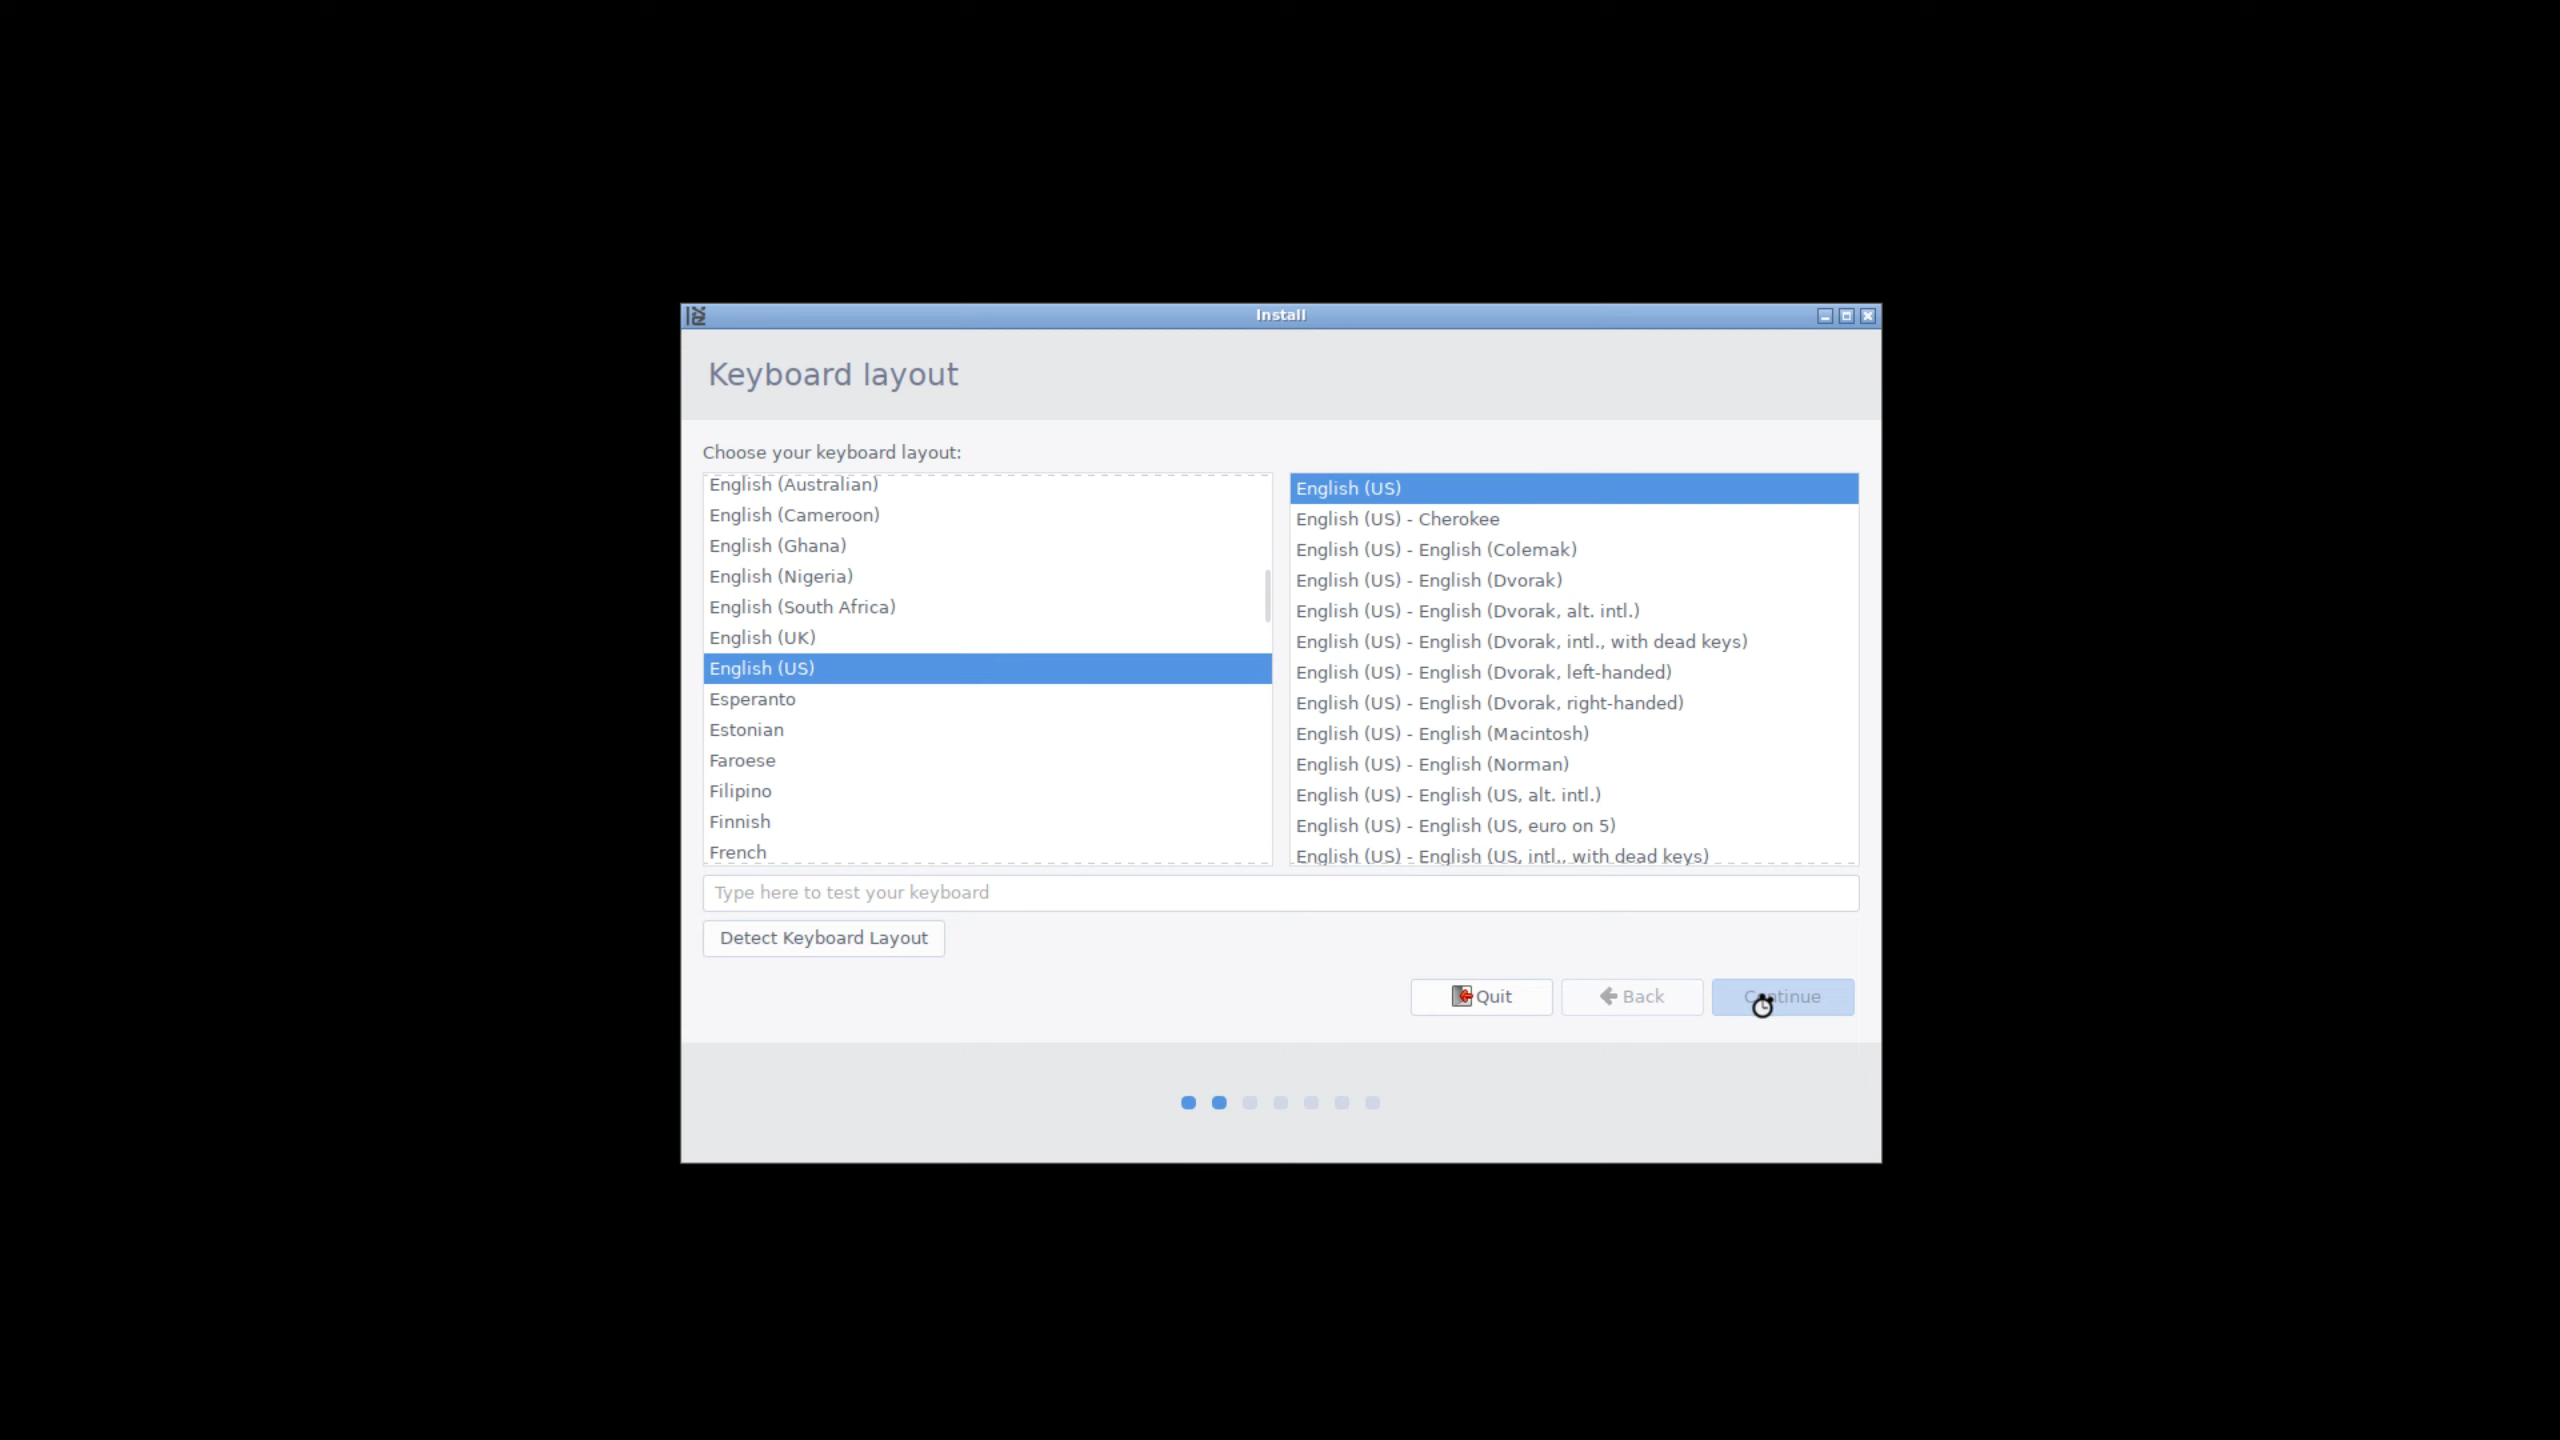 Install
Keyboard layout
Choose your keyboard layout:
English (Australian)
English (Cameroon)
English (Ghana)
English (Nigeria)
English (South Africa)
English (UK)
English (US)
Esperanto
Estonian
Faroese
Filipino
Finnish
French
English (US)
English (US) - Cherokee
English (US) - English (Colemak)
English (US) - English (Dvorak)
English (US) - English (Dvorak, alt. intl.)
English (US) - English (Dvorak, intl., with dead keys)
English (US) - English (Dvorak, left-handed)
English (US) - English (Dvorak, right-handed)
English (US) - English (Macintosh)
English (US) - English (Norman)
English (US) - English (US, alt. intl.)
English (US) - English (US, euro on 5)
English (US) - English (US, intl., with dead keys)
Type here to test your keyboard
Detect Keyboard Layout
Quit
Back
Continue